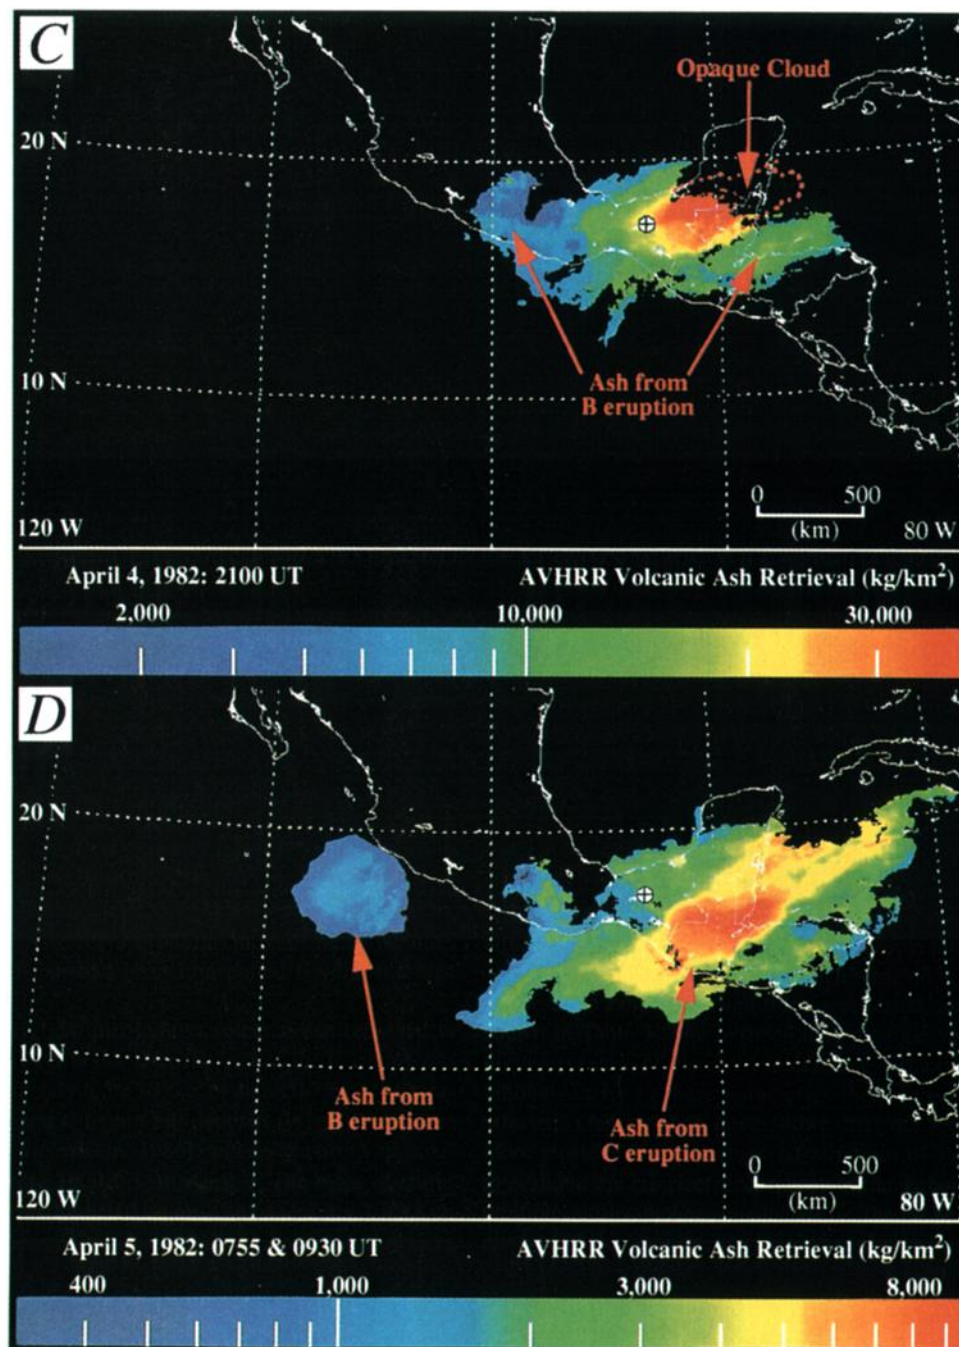 C
Opaque Cloud
20 N
Ash from
B eruption
10 N
0 500
(km)
120 W 80 W
April 4, 1982: 2100 UT AVHRR Volcanic Ash Retrieval (kg/km²)
2,000 10,000 30,000
D
20 N
10 N
Ash from
B eruption
Ash from
C eruption
0 500
(km)
120 W 80 W
April 5, 1982: 0755 & 0930 UT AVHRR Volcanic Ash Retrieval (kg/km²)
400 1,000 3,000 8,000